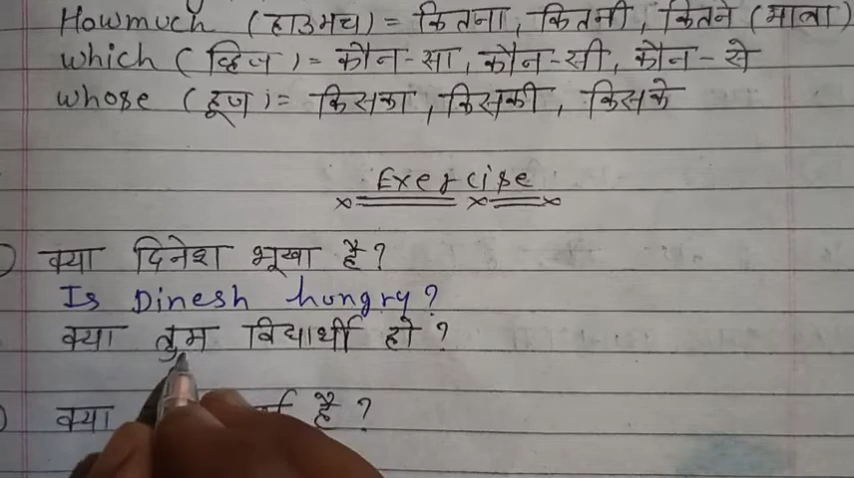 Howmuch (हाउमच) = कितना, कितनी, कितने (मात्रा)
which (व्हिज) = कौन-सा, कौन-सी, कौन-से
whose (हूज) = किसका, किसकी, किसके
Exercise
क्या दिनेश भूखा है?
Is Dinesh hungry?
क्या तुम विद्यार्थी हो?
क्या है?